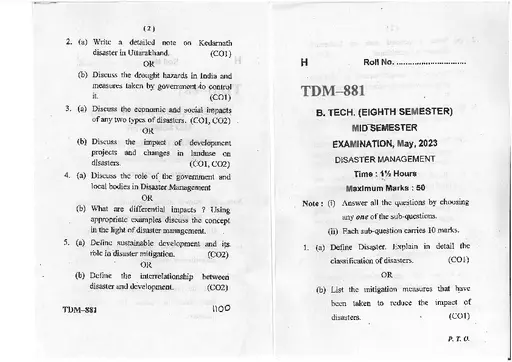 ( 2 )
2. (a) Write a detailed note on Kedarnath
disaster in Uttarakhand. (CO1)
OR
(b) Discuss the drought hazards in India and
measures taken by government to control
it. (CO1)
3. (a) Discuss the economic and social impacts
of any two types of disasters. (CO1, CO2)
OR
(b) Discuss the impact of development
projects and changes in landuse on
disasters. (CO1, CO2)
4. (a) Discuss the role of the government and
local bodies in Disaster Management
OR
(b) What are differential impacts ? Using
appropriate examples discuss the concept
in the light of disaster management.
5. (a) Define sustainable development and its
role in disaster mitigation. (CO2)
OR
(b) Define the interrelationship between
disaster and development. (CO2)
TDM–881 1100
H Roll No. ..............................
TDM–881
B. TECH. (EIGHTH SEMESTER)
MID SEMESTER
EXAMINATION, May, 2023
DISASTER MANAGEMENT
Time : 1½ Hours
Maximum Marks : 50
Note : (i) Answer all the questions by choosing
any one of the sub-questions.
(ii) Each sub-question carries 10 marks.
1. (a) Define Disaster. Explain in detail the
classification of disasters. (CO1)
OR
(b) List the mitigation measures that have
been taken to reduce the impact of
disasters. (CO1)
P. T. O.